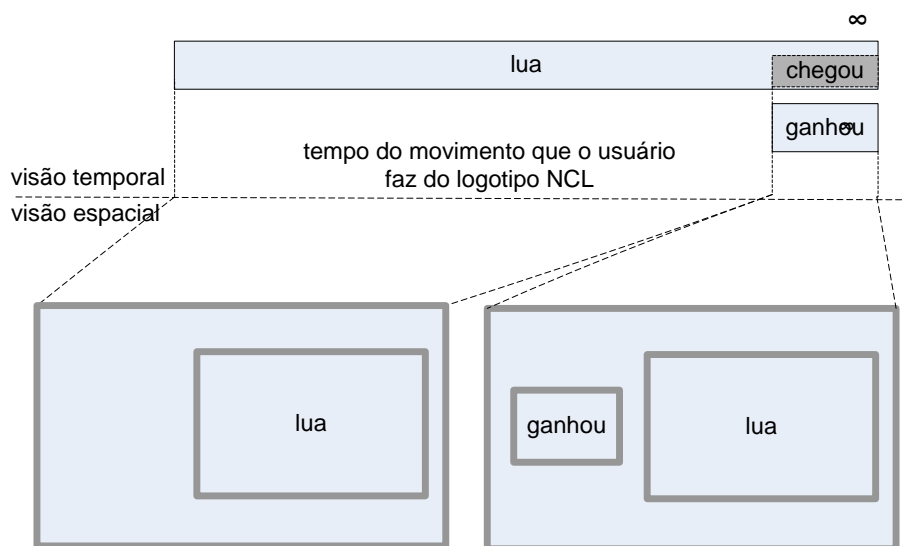 ∞
lua
chegou
ganhou
∞
tempo do movimento que o usuário
faz do logotipo NCL
visão temporal
visão espacial
lua
ganhou
lua